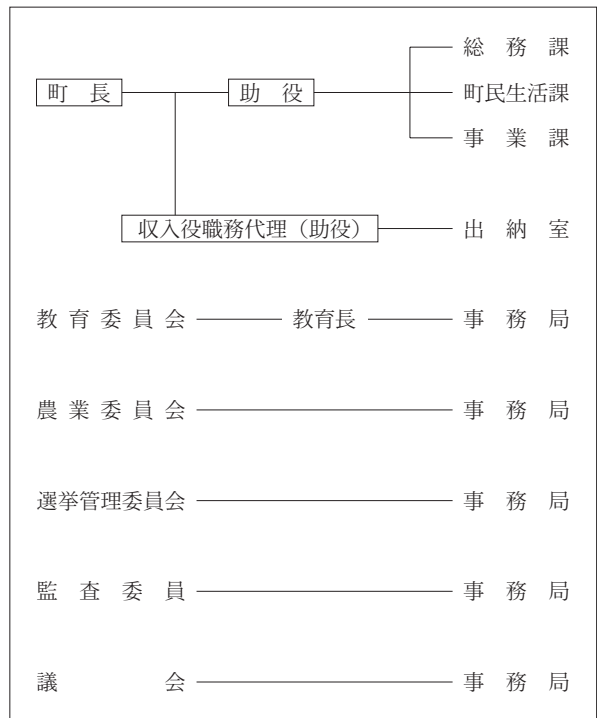 総務課
町長 助役 町民生活課
事業課
収入役職務代理（助役） 出納室
教育委員会 教育長 事務局
農業委員会 事務局
選挙管理委員会 事務局
監査委員 事務局
議会 事務局